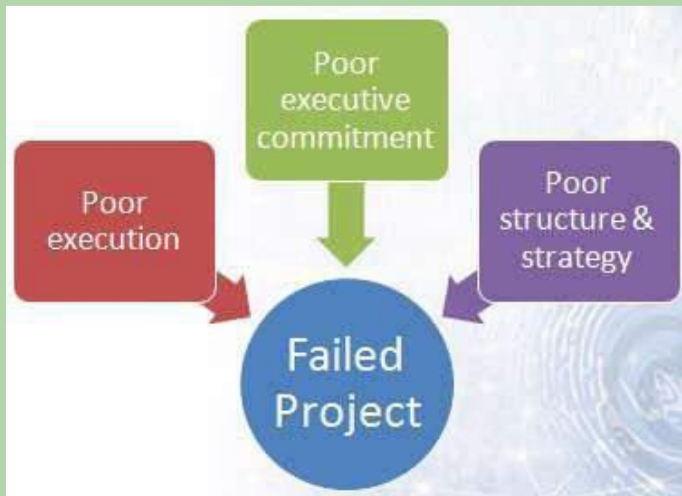 Poor
executive
commitment
Poor
execution
Poor
structure &
strategy
Failed
Project